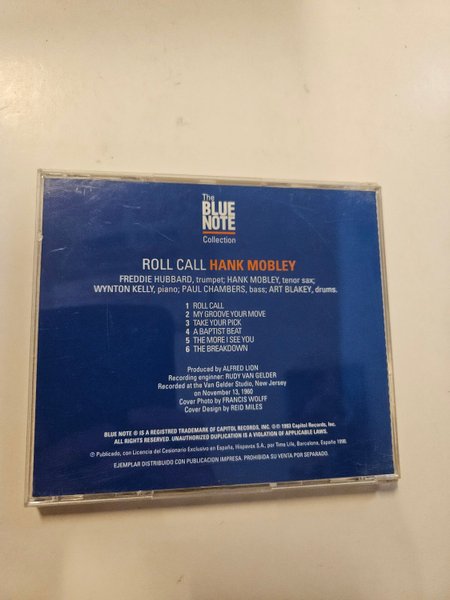 The
BLUE
NOTE
Collection
ROLL CALL HANK MOBLEY
FREDDIE HUBBARD, trumpet; HANK MOBLEY, tenor sax;
WYNTON KELLY, piano; PAUL CHAMBERS, bass; ART BLAKEY, drums.
1 ROLL CALL
2 MY GROOVE YOUR MOVE
3 TAKE YOUR PICK
4 A BAPTIST BEAT
5 THE MORE I SEE YOU
6 THE BREAKDOWN
Produced by ALFRED LION
Recording enginner: RUDY VAN GELDER
Recorded at the Van Gelder Studio, New Jersey
on November 13, 1960
Cover Photo by FRANCIS WOLFF
Cover Design by REID MILES
BLUE NOTE ® IS A REGISTRED TRADEMARK OF CAPITOL RECORDS, INC. ℗© 1993 Capitol Records, Inc.
ALL RIGHTS RESERVED. UNAUTHORIZED DUPLICATION IS A VIOLATION OF APPLICABLE LAWS.
℗ Publicado, con Licencia del Cesionario Exclusivo en España, Hispavox S.A., por Time Life, Barcelona, España 1998.
EJEMPLAR DISTRIBUIDO CON PUBLICACION IMPRESA. PROHIBIDA SU VENTA POR SEPARADO.